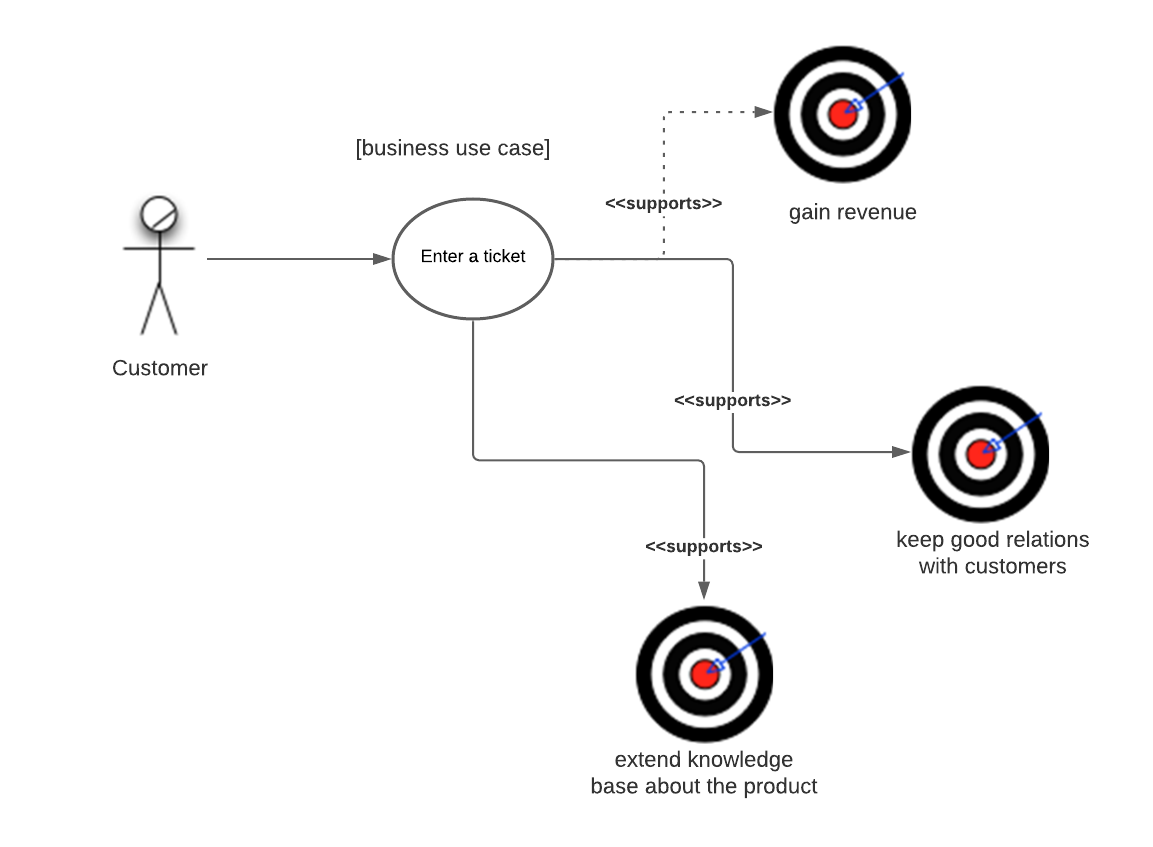 [business use case]
<<supports>>
gain revenue
Enter a ticket
Customer
<<supports>>
keep good relations
with customers
<<supports>>
extend knowledge
base about the product